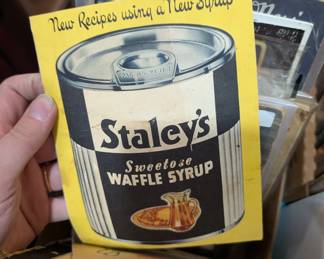 New Recipes using a New Syrup
Staley's
Sweetose
WAFFLE SYRUP